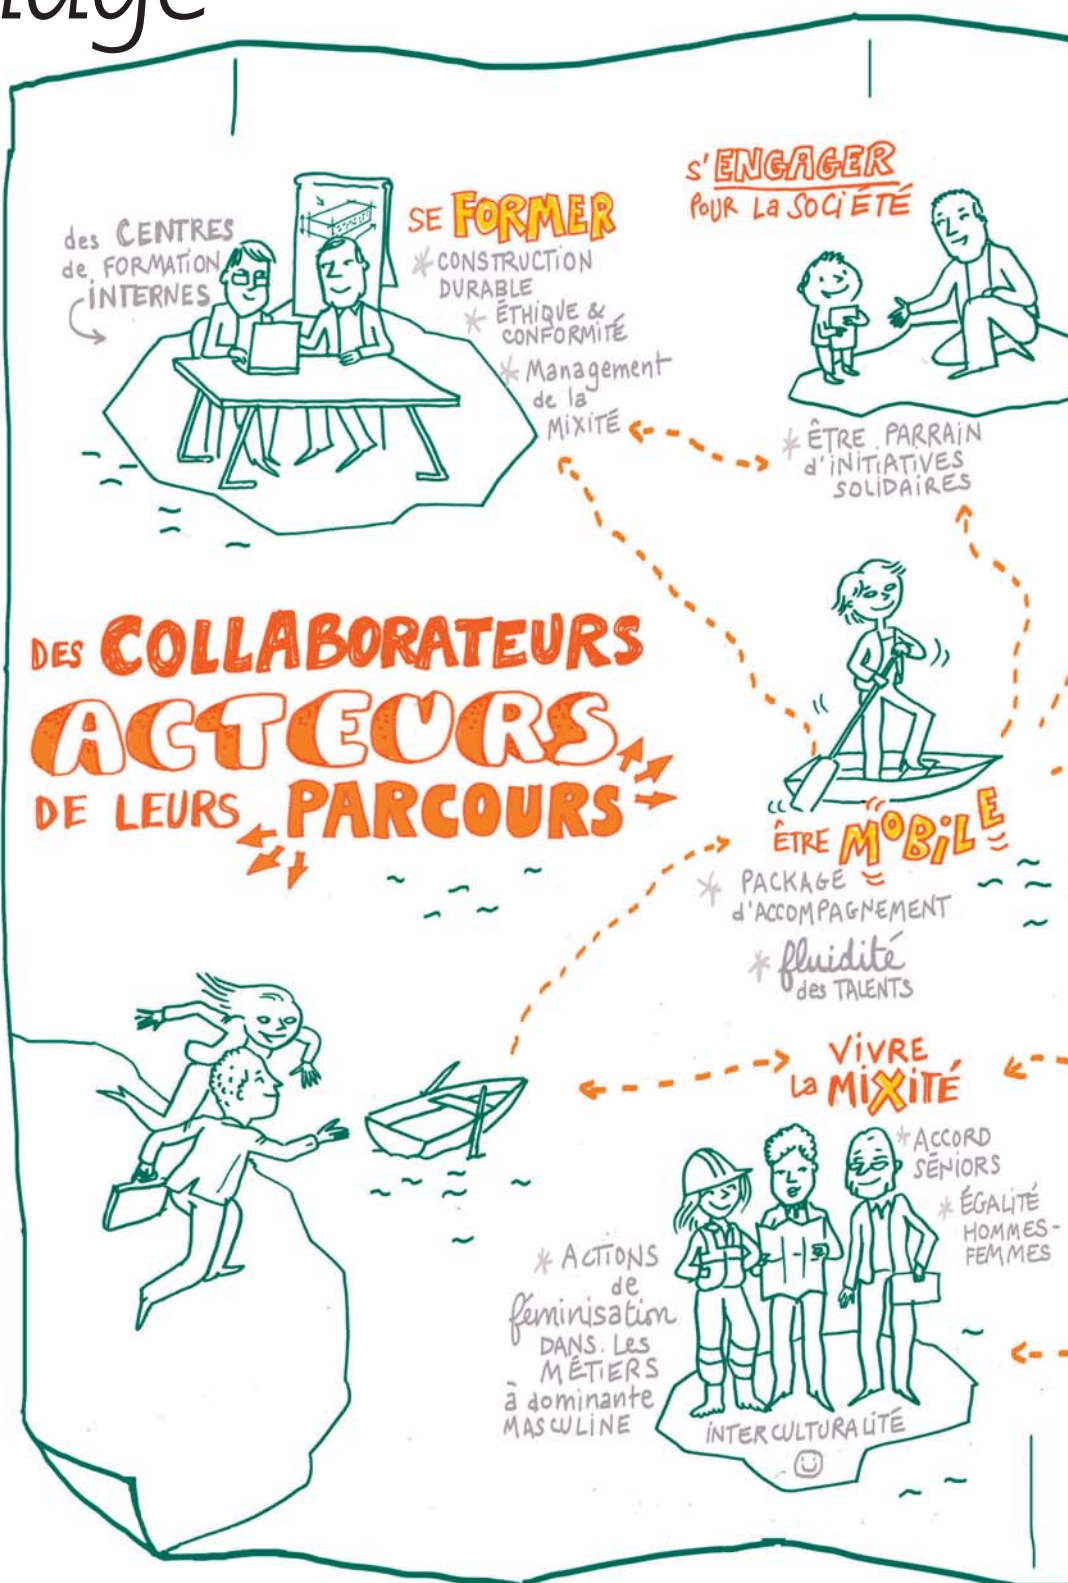 des CENTRES
de FORMATION
INTERNES
SE FORMER
* CONSTRUCTION
DURABLE
* ÉTHIQUE &
CONFORMITÉ
* Management
de la
MIXITÉ
s'ENGAGER
POUR La SOCIÉTÉ
* ÊTRE PARRAIN
d'INITIATIVES
SOLIDAIRES
DES COLLABORATEURS
ACTEURS
DE LEURS PARCOURS
ÊTRE MOBILE
* PACKAGE
d'ACCOMPAGNEMENT
* fluidité
des TALENTS
VIVRE
La MIXITÉ
* ACCORD
SÉNIORS
* ÉGALITÉ
HOMMES-
FEMMES
* ACTIONS
de
féminisation
DANS Les
MÉTIERS
à dominante
MASCULINE
INTERCULTURALITÉ